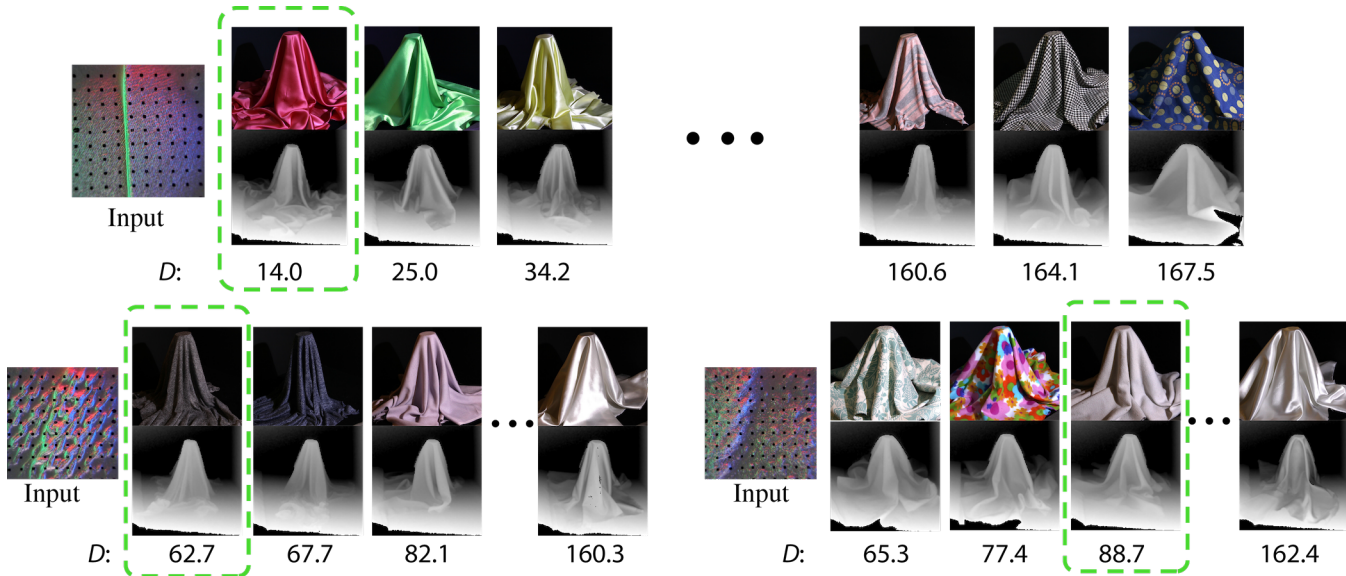 Input
D: 14.0 25.0 34.2 160.6 164.1 167.5
Input
D: 62.7 67.7 82.1 160.3
Input
D: 65.3 77.4 88.7 162.4